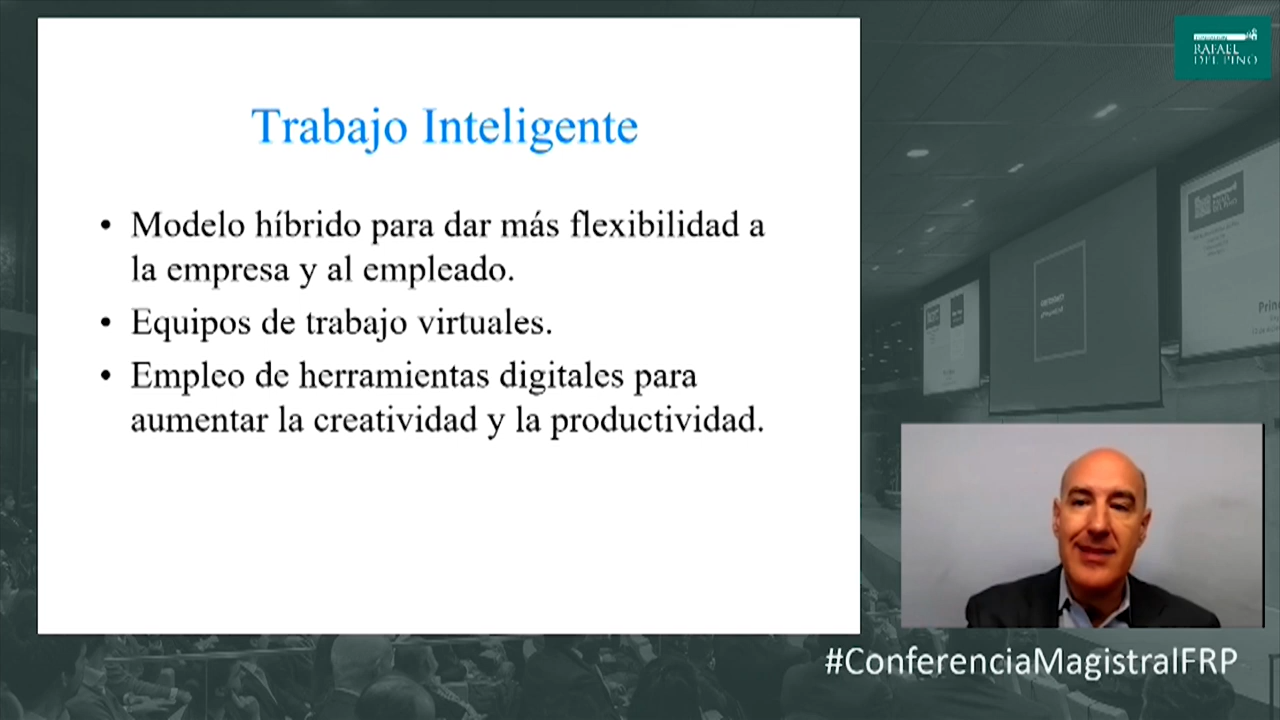 RAFAEL
DEL PINO
Trabajo Inteligente
• Modelo híbrido para dar más flexibilidad a
la empresa y al empleado.
• Equipos de trabajo virtuales.
• Empleo de herramientas digitales para
aumentar la creatividad y la productividad.
#ConferenciaMagistralFRP